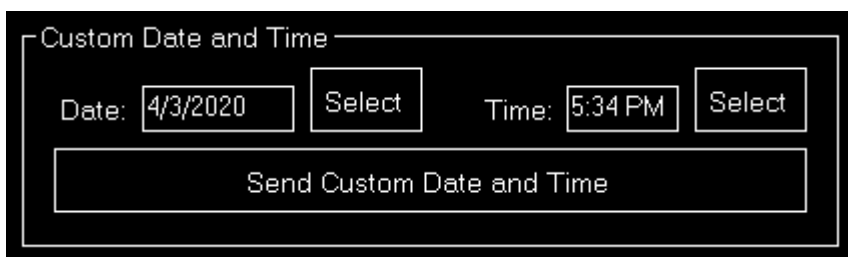 Custom Date and Time
Date: 4/3/2020 Select Time: 5:34 PM Select
Send Custom Date and Time